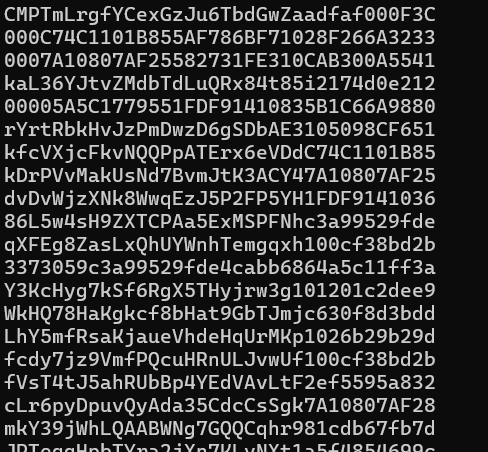 CMPTmLrgfYCexGzJu6TbdGwZaadfaf000F3C
000C74C1101B855AF786BF71028F266A3233
0007A10807AF25582731FE310CAB300A5541
kaL36YJtvZMdbTdLuQRx84t85i2174d0e212
00005A5C1779551FDF91410835B1C66A9880
rYrtRbkHvJzPmDwzD6gSDbAE3105098CF651
kfcVXjcFkvNQQPpATErx6eVDdC74C1101B85
kDrPVvMakUsNd7BvmJtK3ACY47A10807AF25
dvDvWjzXNk8WwqEzJ5P2FP5YH1FDF9141036
86L5w4sH9ZXTCPAa5ExMSPFNhc3a99529fde
qXFEg8ZasLxQhUYWnhTemgqxh100cf38bd2b
3373059c3a99529fde4cabb6864a5c11ff3a
Y3KcHyg7kSf6RgX5THyjrw3g101201c2dee9
WkHQ78HaKgkcf8bHat9GbTJmjc630f8d3bdd
LhY5mfRsaKjaueVhdeHqUrMKp1026b29b29d
fcdy7jz9VmfPQcuHRnULJvwUf100cf38bd2b
fVsT4tJ5ahRUbBp4YEdVAvLtF2ef5595a832
cLr6pyDpuvQyAda35CdcCsSgk7A10807AF28
mkY39jWhLQAABWNg7GQQCqhr981cdb67fb7d